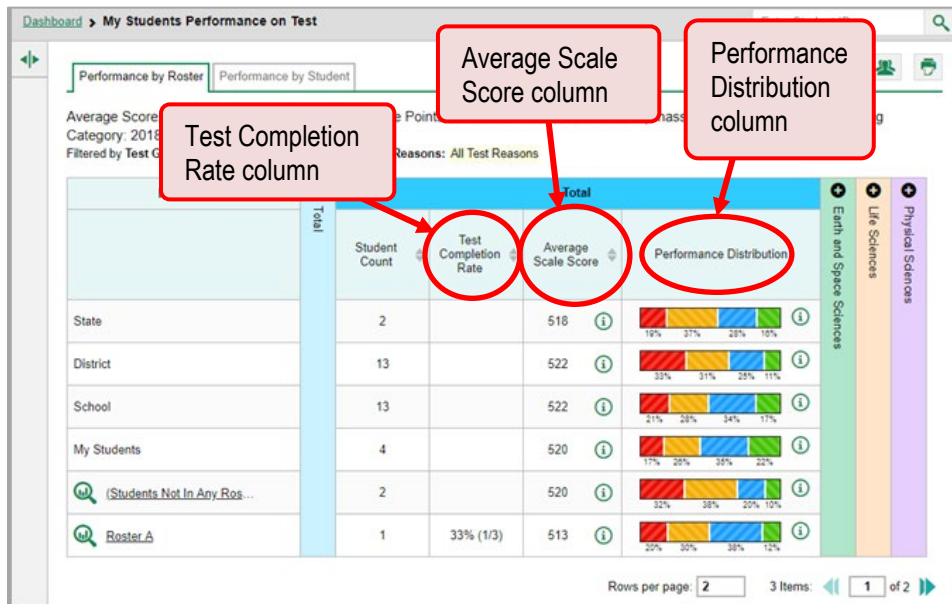 Dashboard > My Students Performance on Test
Average Scale
Score column
Performance
Distribution
column
Test Completion
Rate column
Performance by Roster
Performance by Student
Average Score
Category: 2018
Filtered by Test
Reasons: All Test Reasons
Total
Total
Earth and Space Sciences
Life Sciences
Physical Sciences
Student
Count
Test
Completion
Rate
Average
Scale Score
Performance Distribution
State 2 518
19% 37% 28% 16%
District 13 522
33% 31% 25% 11%
School 13 522
21% 28% 34% 17%
My Students 4 520
17% 26% 35% 22%
(Students Not In Any Ros... 2 520
32% 38% 20% 10%
Roster A 1 33% (1/3) 513
20% 30% 38% 12%
Rows per page: 2 3 Items: 1 of 2